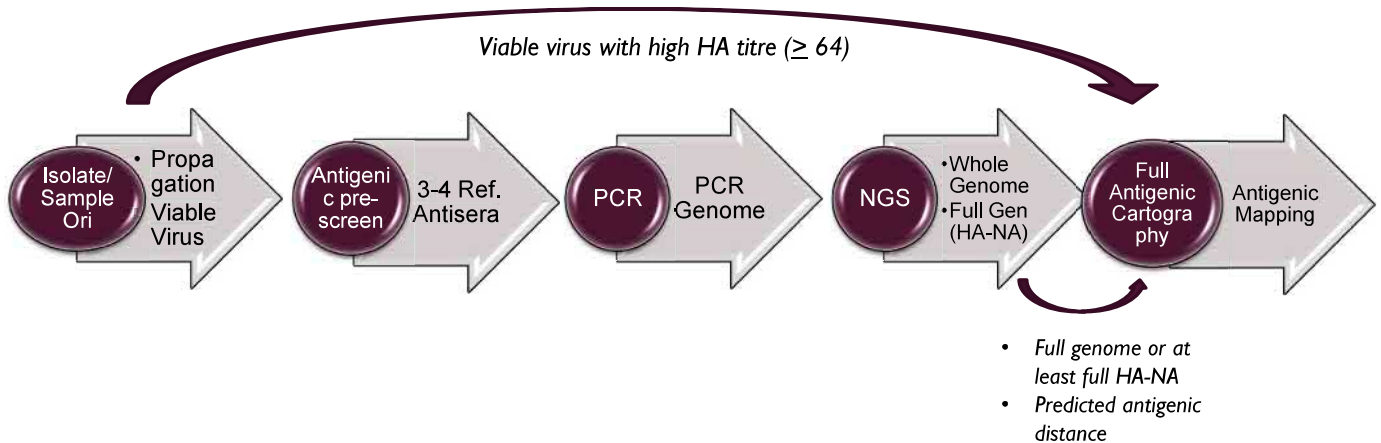 Viable virus with high HA titre (≥ 64)
Isolate/
Sample
Ori
• Propa
gation
• Viable
Virus
Antigeni
c pre-
screen
3-4 Ref.
Antisera
PCR
PCR
Genome
NGS
•Whole
Genome
•Full Gen
(HA-NA)
Full
Antigenic
Cartogra
phy
Antigenic
Mapping
• Full genome or at
least full HA-NA
• Predicted antigenic
distance